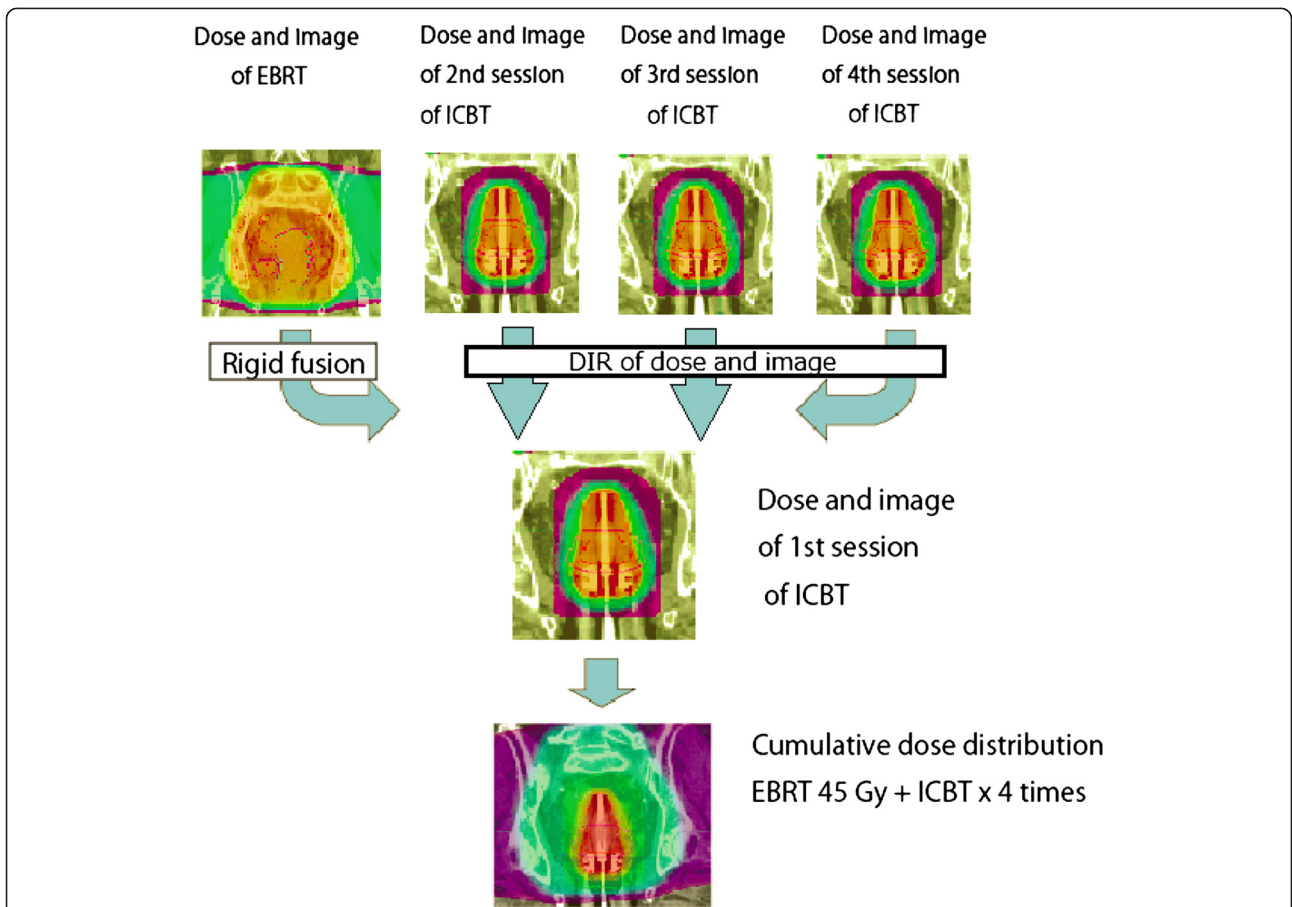 Dose and image
of EBRT
Dose and image
of 2nd session
of ICBT
Dose and image
of 3rd session
of ICBT
Dose and image
of 4th session
of ICBT
Rigid fusion
DIR of dose and image
Dose and image
of 1st session
of ICBT
Cumulative dose distribution
EBRT 45 Gy + ICBT x 4 times